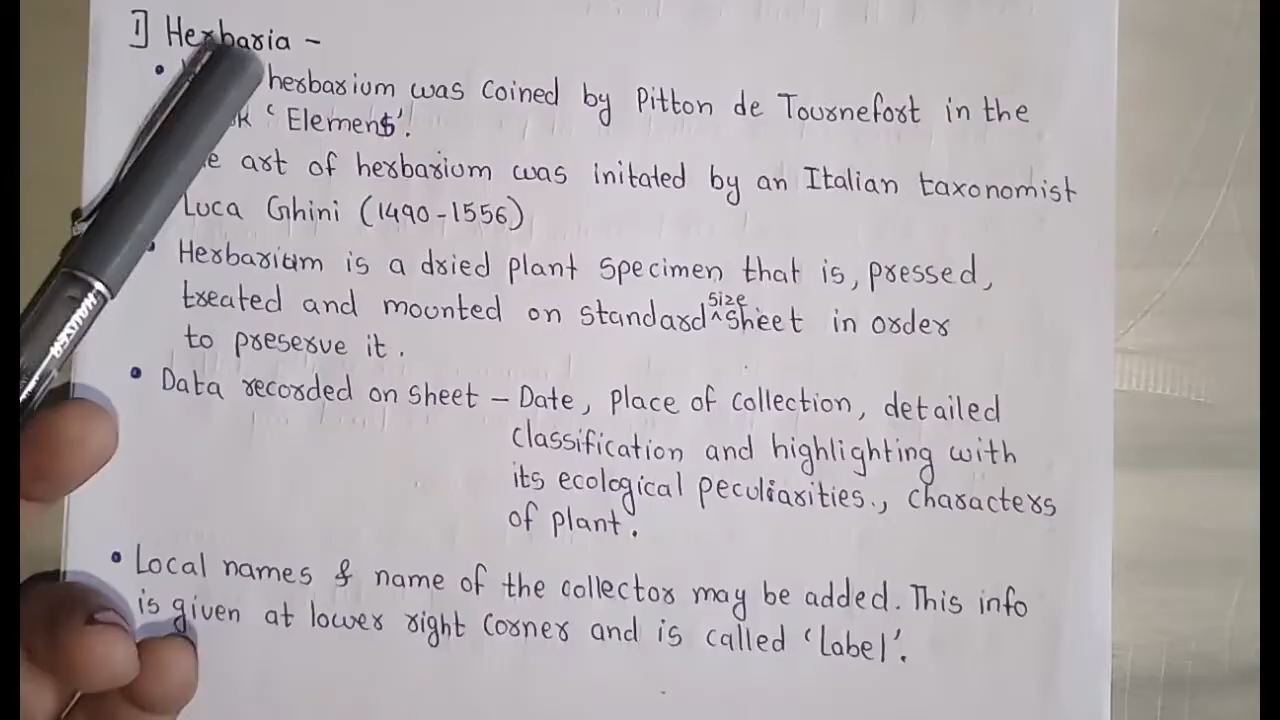 1] Herbaria -
• herbarium was coined by Pitton de Tournefort in the
'Elemens'.
art of herbarium was initated by an Italian taxonomist
Luca Ghini (1490-1556)
• Herbarium is a dried plant specimen that is, pressed,
treated and mounted on standard ^size sheet in order
to preserve it.
• Data recorded on sheet - Date, place of collection, detailed
classification and highlighting with
its ecological peculiarities., characters
of plant.
• Local names & name of the collector may be added. This info
is given at lower right corner and is called 'Label'.
HAUSER